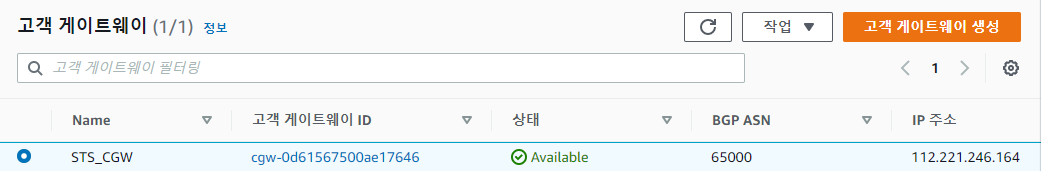 고객 게이트웨이 (1/1) 정보 작업 고객 게이트웨이 생성
고객 게이트웨이 필터링 1
Name 고객 게이트웨이 ID 상태 BGP ASN IP 주소
STS_CGW cgw-0d61567500ae17646 Available 65000 112.221.246.164